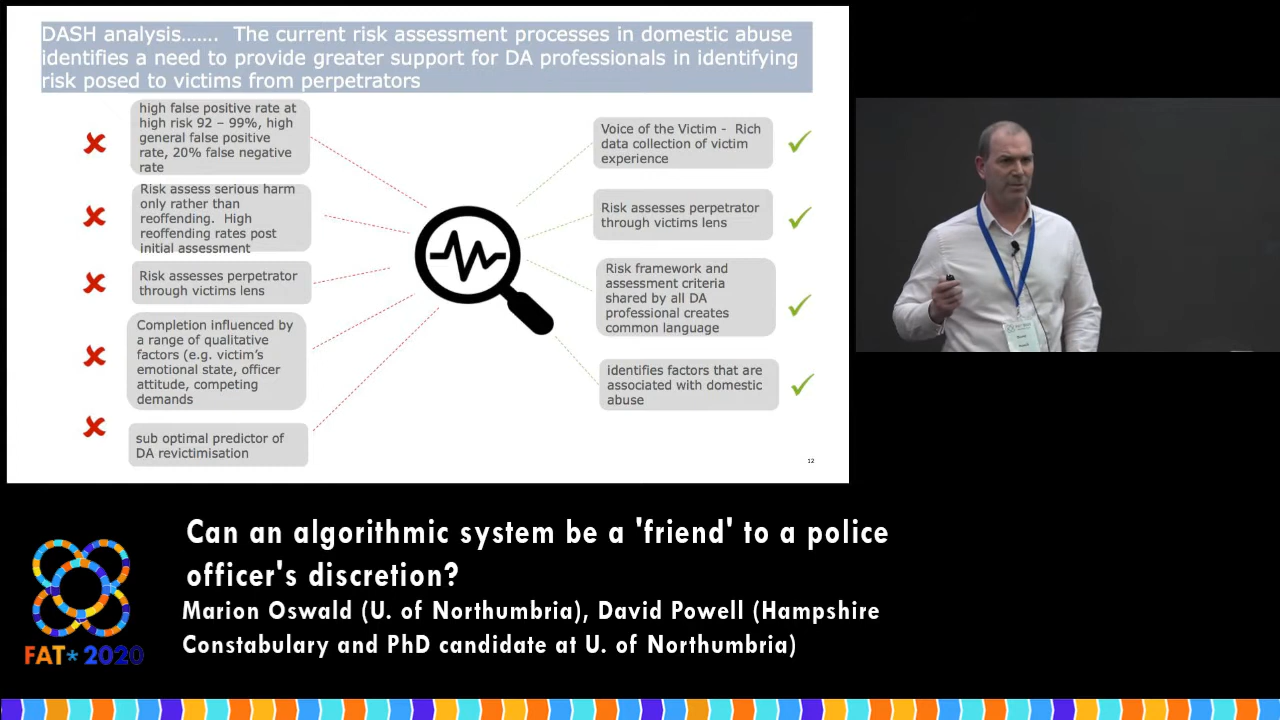 DASH analysis....... The current risk assessment processes in domestic abuse
identifies a need to provide greater support for DA professionals in identifying
risk posed to victims from perpetrators
high false positive rate at
high risk 92 – 99%, high
general false positive
rate, 20% false negative
rate
Risk assess serious harm
only rather than
reoffending. High
reoffending rates post
initial assessment
Risk assesses perpetrator
through victims lens
Completion influenced by
a range of qualitative
factors (e.g. victim's
emotional state, officer
attitude, competing
demands
sub optimal predictor of
DA revictimisation
Voice of the Victim - Rich
data collection of victim
experience
Risk assesses perpetrator
through victims lens
Risk framework and
assessment criteria
shared by all DA
professional creates
common language
identifies factors that are
associated with domestic
abuse
12
Can an algorithmic system be a 'friend' to a police
officer's discretion?
Marion Oswald (U. of Northumbria), David Powell (Hampshire
Constabulary and PhD candidate at U. of Northumbria)
FAT* 2020